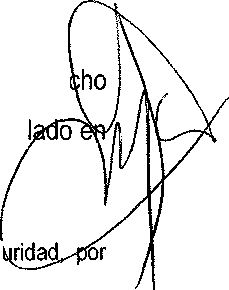 cho
lado en
uridad, por